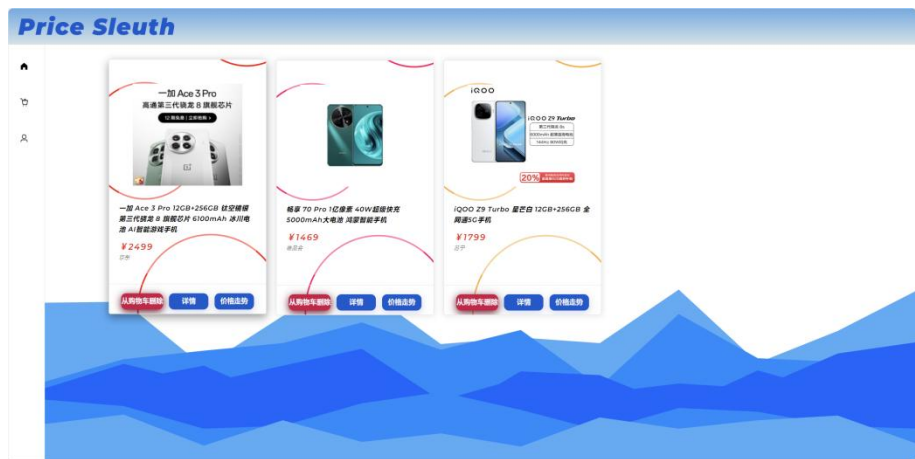 Price Sleuth
一加 Ace 3 Pro
高通第三代骁龙 8 旗舰芯片
一加 Ace 3 Pro 12GB+256GB 钛空镜银
第三代骁龙 8 旗舰芯片 6100mAh 冰川电
池 AI智能游戏手机
¥2499
京东
从购物车删除
详情
价格走势
畅享 70 Pro 1亿像素 40W超级快充
5000mAh大电池 鸿蒙智能手机
¥1469
唯品会
从购物车删除
详情
价格走势
iQOO
iQOO Z9 Turbo
20%
iQOO Z9 Turbo 星芒白 12GB+256GB 全
网通5G手机
¥1799
苏宁
从购物车删除
详情
价格走势